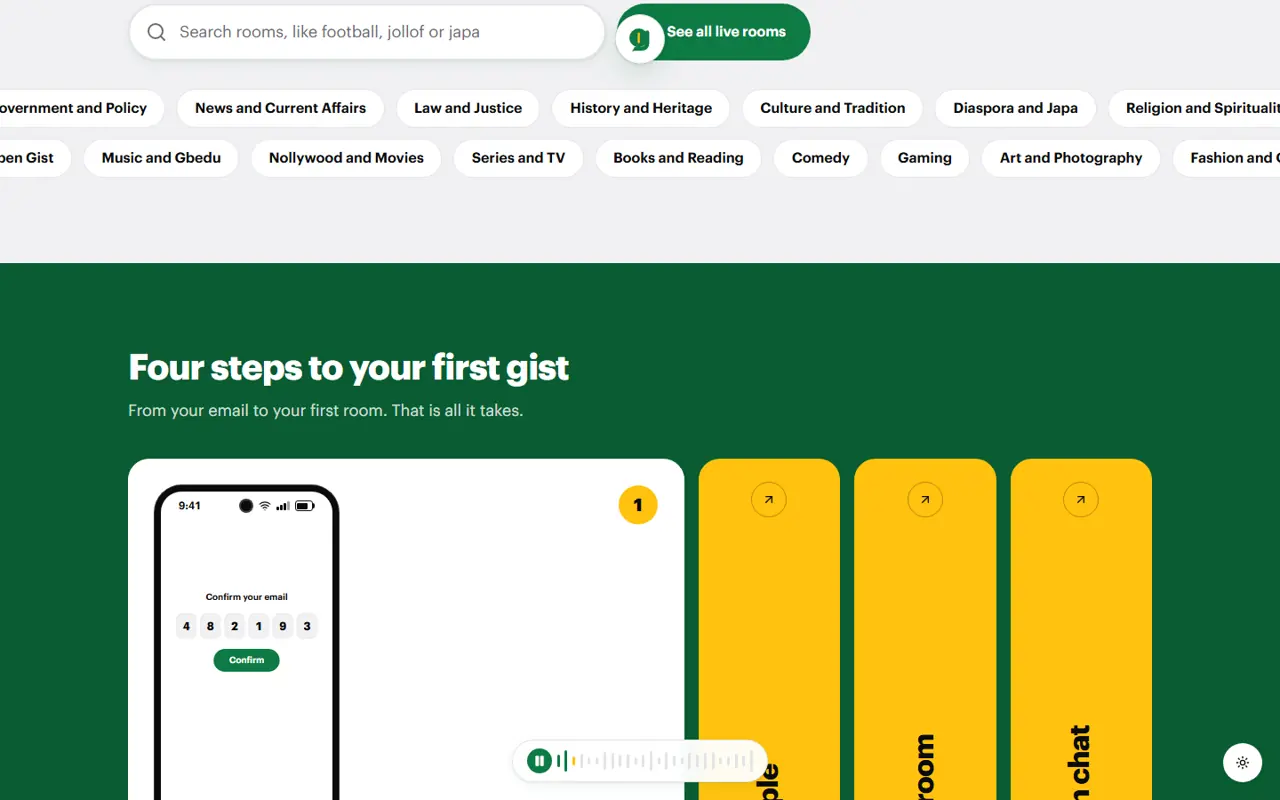 Search rooms, like football, jollof or japa
See all live rooms
overnment and Policy
News and Current Affairs
Law and Justice
History and Heritage
Culture and Tradition
Diaspora and Japa
Religion and Spiritualit
pen Gist
Music and Gbedu
Nollywood and Movies
Series and TV
Books and Reading
Comedy
Gaming
Art and Photography
Fashion and
Four steps to your first gist
From your email to your first room. That is all it takes.
9:41
1
Confirm your email
4 8 2 1 9 3
Confirm
ple
room
chat